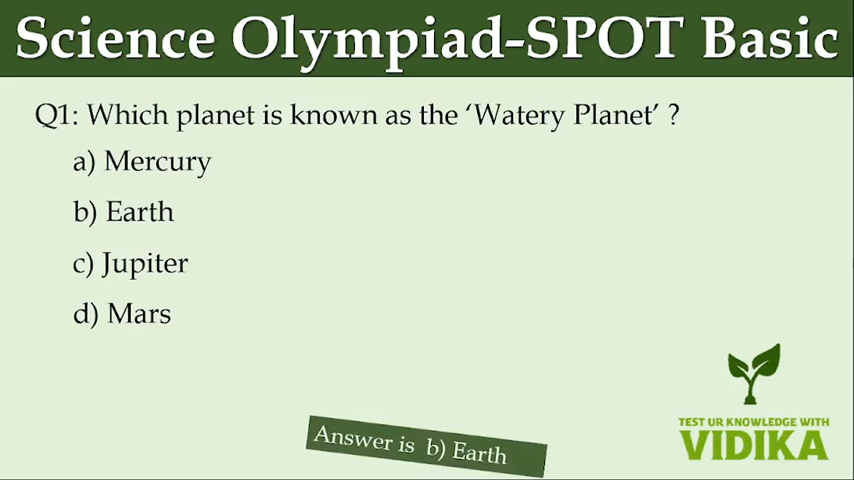 Science Olympiad-SPOT Basic
Q1: Which planet is known as the ‘Watery Planet’ ?
a) Mercury
b) Earth
c) Jupiter
d) Mars
Answer is b) Earth
TEST UR KNOWLEDGE WITH
VIDIKA